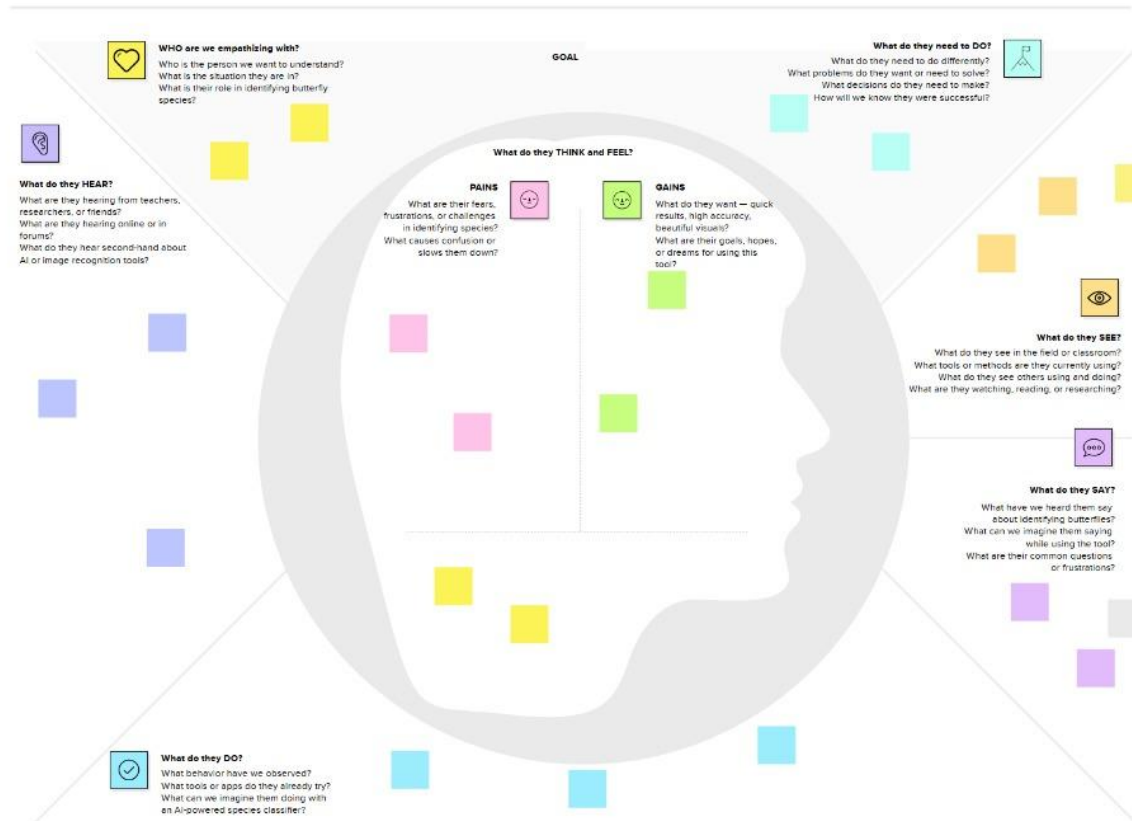 WHO are we empathizing with?
Who is the person we want to understand?
What is the situation they are in?
What is their role in identifying butterfly
species?
GOAL
What do they need to DO?
What do they need to do differently?
What problems do they want or need to solve?
What decisions do they need to make?
How will we know they were successful?
What do they HEAR?
What are they hearing from teachers,
researchers, or friends?
What are they hearing online or in
forums?
What do they hear second-hand about
AI or image recognition tools?
What do they THINK and FEEL?
PAINS
What are their fears,
frustrations, or challenges
in identifying species?
What causes confusion or
slows them down?
GAINS
What do they want — quick
results, high accuracy,
beautiful visuals?
What are their goals, hopes,
or dreams for using this
tool?
What do they SEE?
What do they see in the field or classroom?
What tools or methods are they currently using?
What do they see others using and doing?
What are they watching, reading, or researching?
What do they SAY?
What have we heard them say
about identifying butterflies?
What can we imagine them saying
while using the tool?
What are their common questions
or frustrations?
What do they DO?
What behavior have we observed?
What tools or apps do they already try?
What can we imagine them doing with
an AI-powered species classifier?